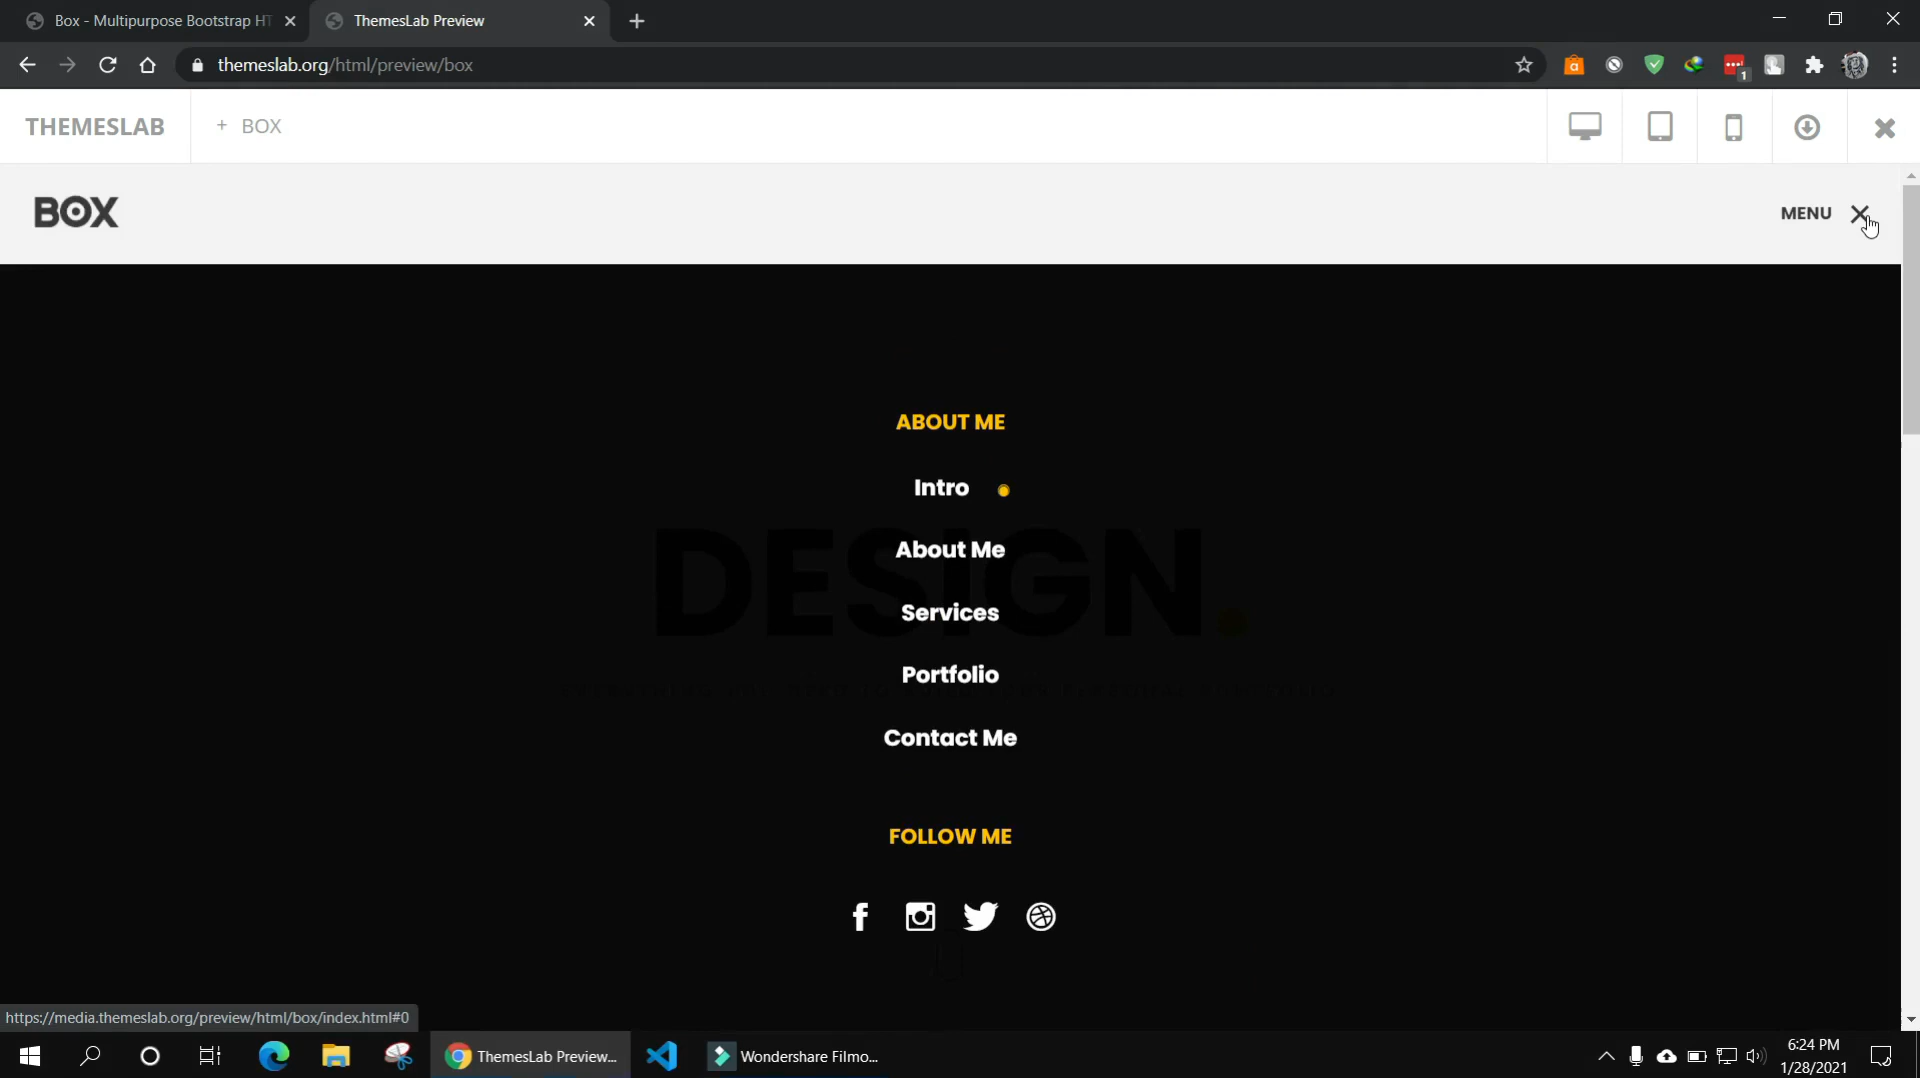 Box - Multipurpose Bootstrap HT
ThemesLab Preview
themeslab.org/html/preview/box
1
THEMESLAB
+ BOX
BOX
MENU
ABOUT ME
Intro
About Me
DESIGN.
Services
Portfolio
Contact Me
FOLLOW ME
https://media.themeslab.org/preview/html/box/index.html#0
ThemesLab Preview...
Wondershare Filmo...
6:24 PM
1/28/2021